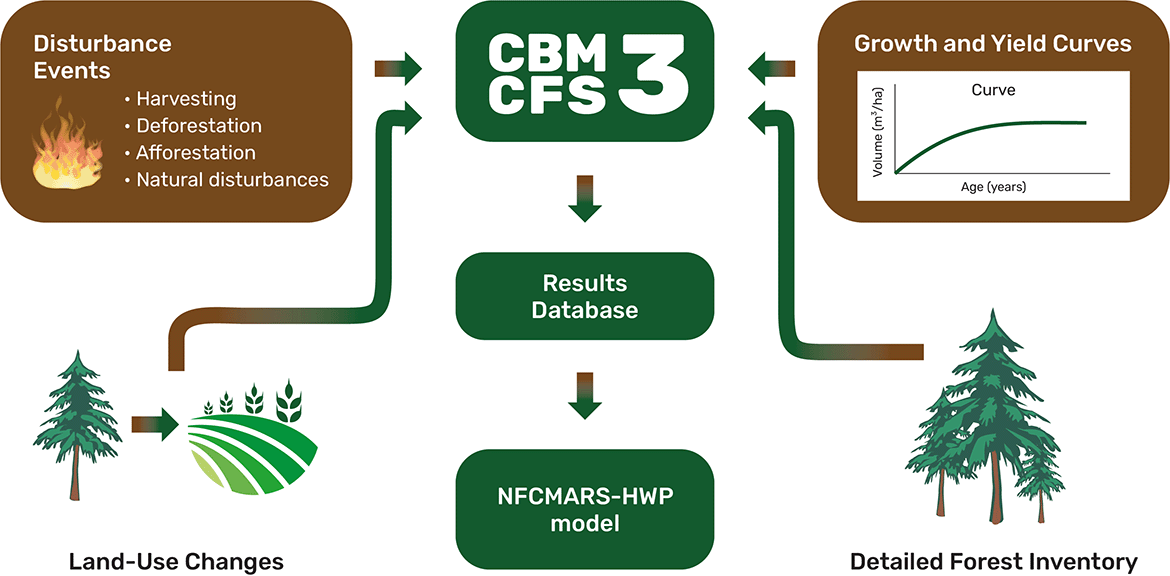 Disturbance
Events
• Harvesting
• Deforestation
• Afforestation
• Natural disturbances
CBM
CFS 3
Growth and Yield Curves
Curve
Volume (m³/ha)
Age (years)
Results
Database
NFCMARS-HWP
model
Land-Use Changes
Detailed Forest Inventory